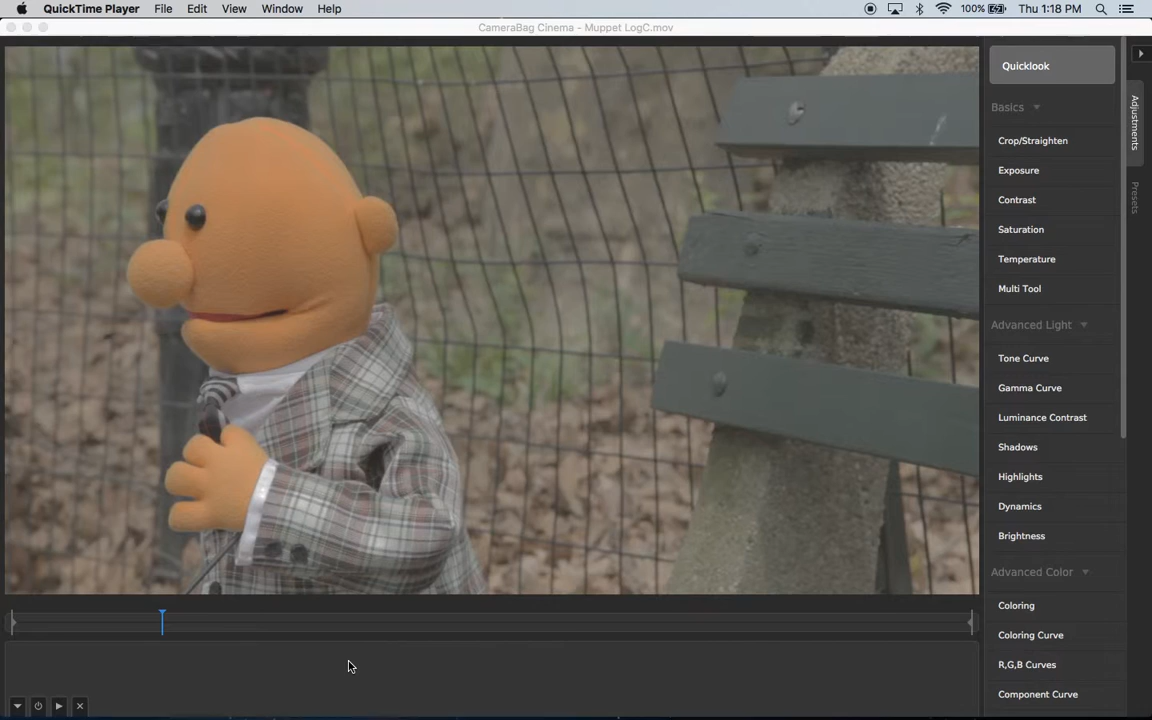 QuickTime Player File Edit View Window Help 100% Thu 1:18 PM
CameraBag Cinema - Muppet LogC.mov
Quicklook
Basics
Crop/Straighten
Exposure
Contrast
Saturation
Temperature
Multi Tool
Advanced Light
Tone Curve
Gamma Curve
Luminance Contrast
Shadows
Highlights
Dynamics
Brightness
Advanced Color
Coloring
Coloring Curve
R,G,B Curves
Component Curve
Adjustments
Presets